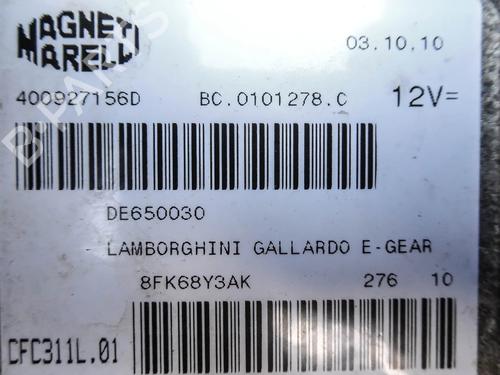 MAGNETI
MARELLI
03.10.10
400927156D BC.0101278.C 12V=
DE650030
LAMBORGHINI GALLARDO E-GEAR
8FK68Y3AK 276 10
CFC311L.01